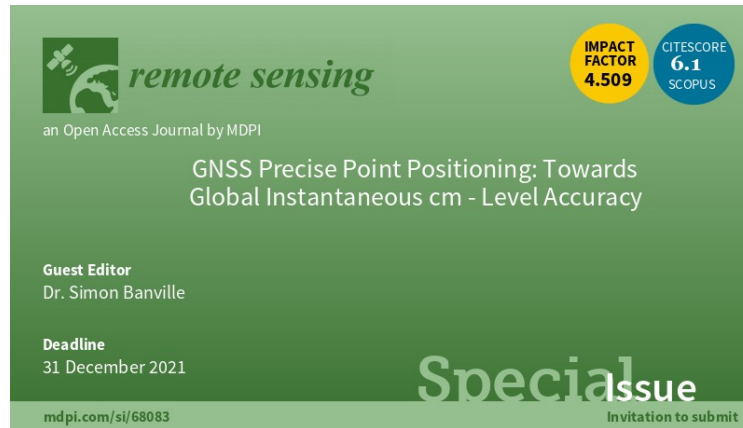 remote sensing
IMPACT
FACTOR
4.509
CITESCORE
6.1
SCOPUS
an Open Access Journal by MDPI
GNSS Precise Point Positioning: Towards
Global Instantaneous cm - Level Accuracy
Guest Editor
Dr. Simon Banville
Deadline
31 December 2021
Special Issue
mdpi.com/si/68083
Invitation to submit